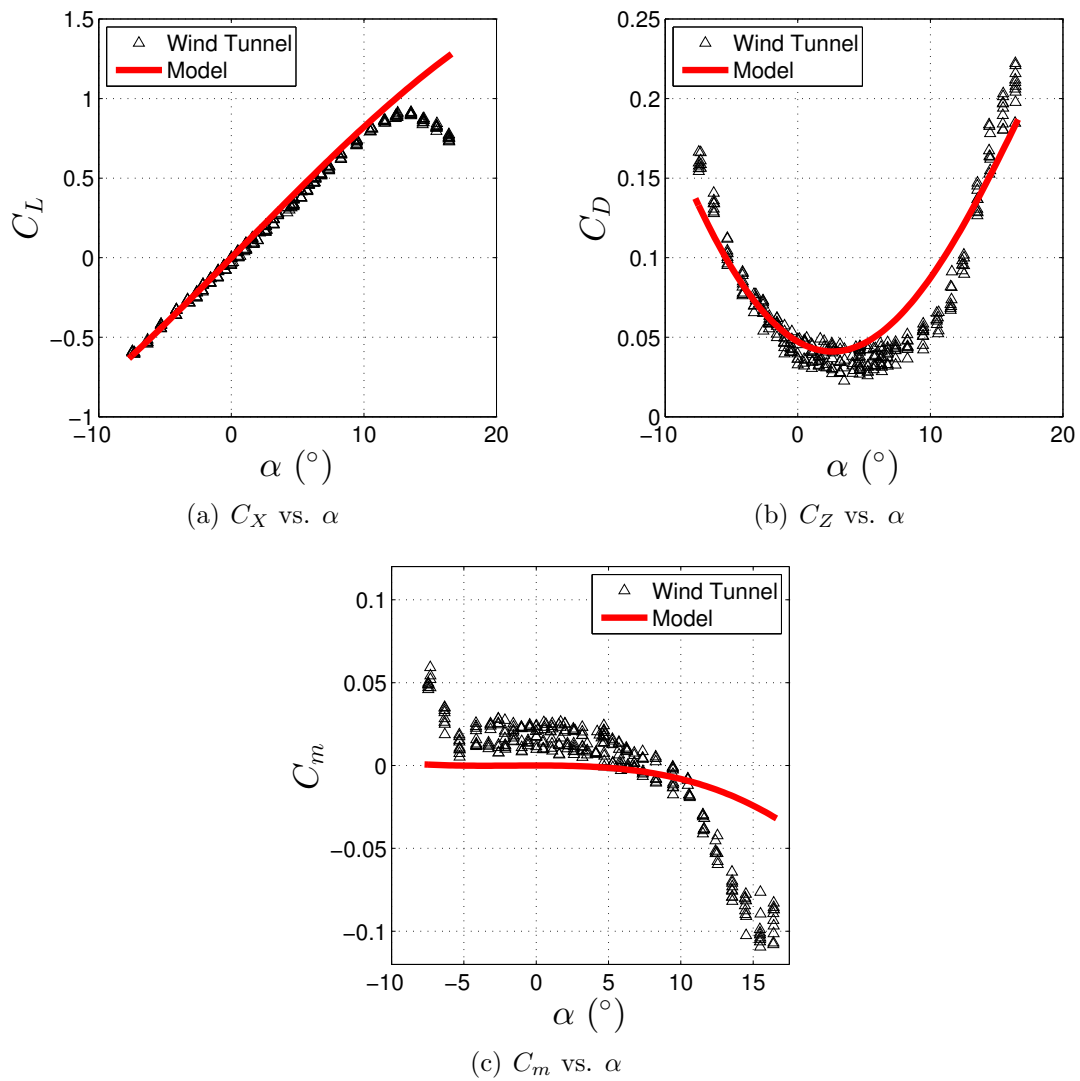 1.5
1
0.5
0
−0.5
−1
−10 0 10 20
C_L
α (°)
Wind Tunnel
Model
(a) C_X vs. α
0.25
0.2
0.15
0.1
0.05
0
−10 0 10 20
C_D
α (°)
Wind Tunnel
Model
(b) C_Z vs. α
0.1
0.05
0
−0.05
−0.1
−10 −5 0 5 10 15
C_m
α (°)
Wind Tunnel
Model
(c) C_m vs. α